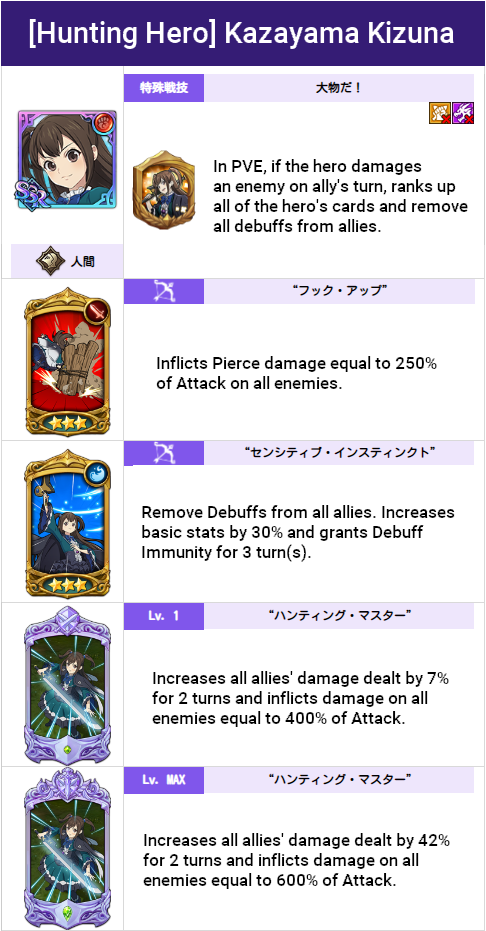 [Hunting Hero] Kazayama Kizuna
特殊戦技
大物だ！
SSR
In PVE, if the hero damages
an enemy on ally's turn, ranks up
all of the hero's cards and remove
all debuffs from allies.
人間
“フック・アップ”
Inflicts Pierce damage equal to 250%
of Attack on all enemies.
“センシティブ・インスティンクト”
Remove Debuffs from all allies. Increases
basic stats by 30% and grants Debuff
Immunity for 3 turn(s).
Lv. 1
“ハンティング・マスター”
Increases all allies' damage dealt by 7%
for 2 turns and inflicts damage on all
enemies equal to 400% of Attack.
Lv. MAX
“ハンティング・マスター”
Increases all allies' damage dealt by 42%
for 2 turns and inflicts damage on all
enemies equal to 600% of Attack.